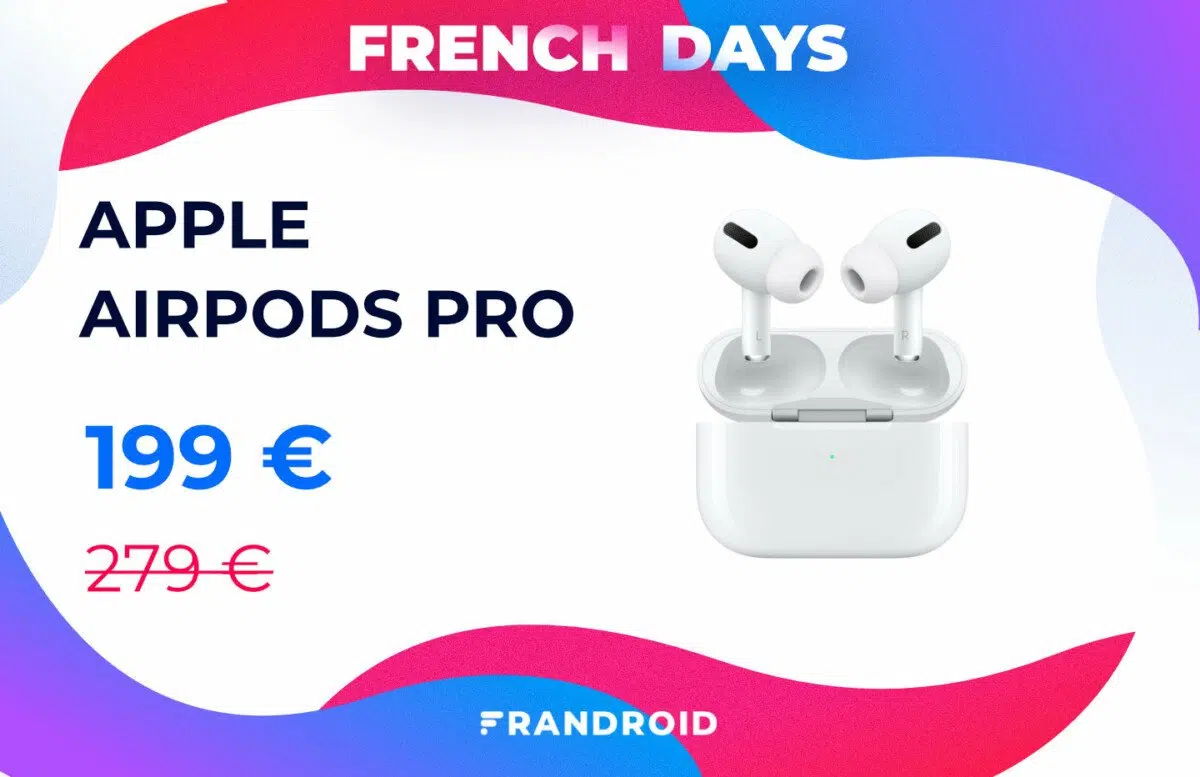 FRENCH DAYS
APPLE
AIRPODS PRO
199 €
279 €
L
R
FRANDROID